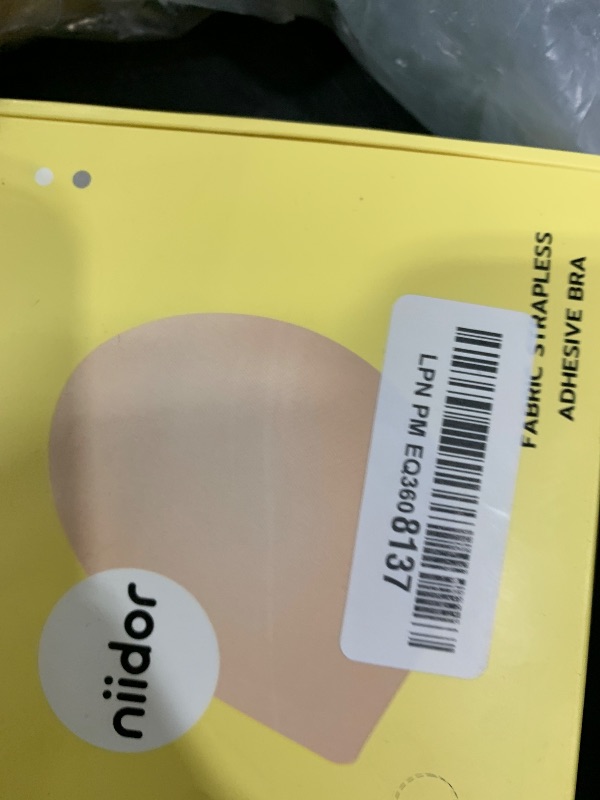 FABRIC STRAPLESS
ADHESIVE BRA
LPN PM EQ3608137
niidor